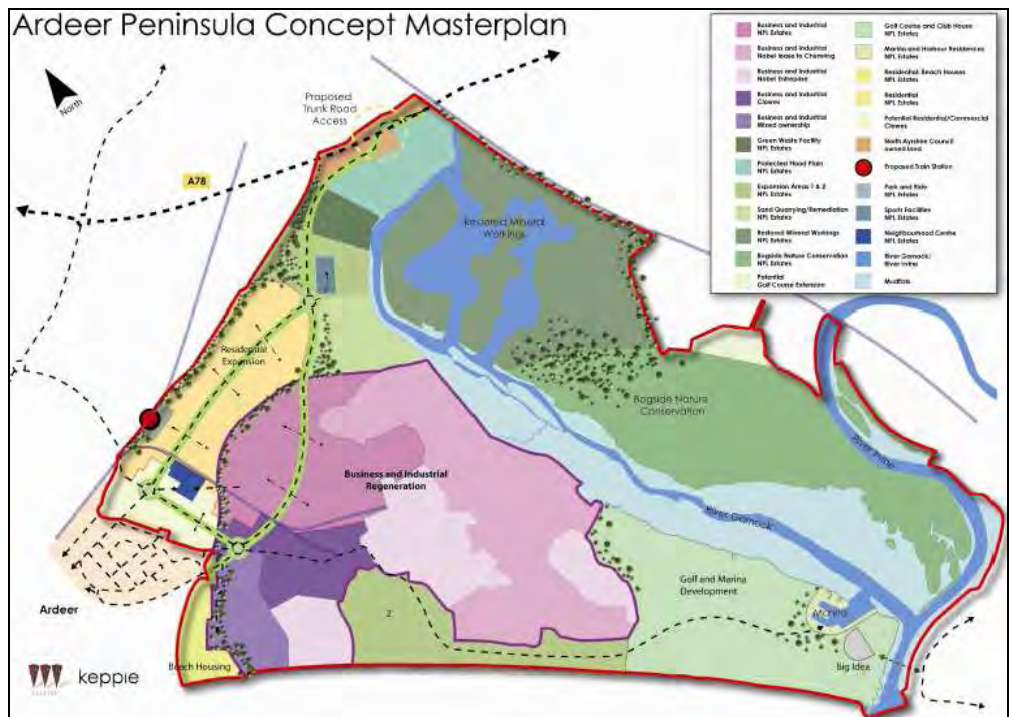 Ardeer Peninsula Concept Masterplan
North
Proposed
Trunk Road
Access
A78
Restored Mineral
Workings
Residential
Expansion
Bogside Nature
Conservation
River Irvine
Business and Industrial
Regeneration
River Garnock
Golf and Marina
Development
Marina
Big Idea
Ardeer
2
Beach Housing
keppie
Business and Industrial
NPL Estates
Business and Industrial
Nobel lease to Chemring
Business and Industrial
Nobel Enterprise
Business and Industrial
Clowes
Business and Industrial
Mixed ownership
Green Waste Facility
NPL Estates
Protected Flood Plain
NPL Estates
Expansion Areas 1 & 2
NPL Estates
Sand Quarrying/Remediation
NPL Estates
Restored Mineral Workings
NPL Estates
Bogside Nature Conservation
NPL Estates
Potential
Golf Course Extension
Golf Course and Club House
NPL Estates
Marina and Harbour Residences
NPL Estates
Residential: Beach Houses
NPL Estates
Residential
NPL Estates
Potential Residential/Commercial
Clowes
North Ayrshire Council
owned land
Proposed Train Station
Park and Ride
NPL Estates
Sports Facilities
NPL Estates
Neighbourhood Centre
NPL Estates
River Garnock/
River Irvine
Mudflats